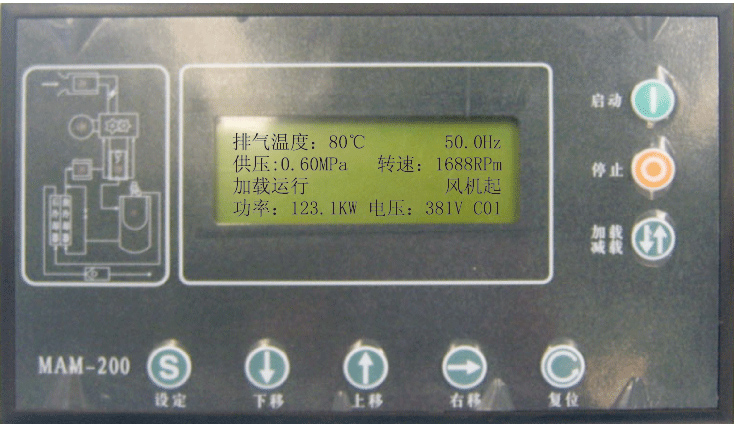 排气温度：80℃ 50.0Hz
供压:0.60MPa 转速：1688RPm
加载运行 风机起
功率：123.1KW 电压：381V C01
启动
停止
加载
减载
MAM-200
S
设定
下移
上移
右移
复位